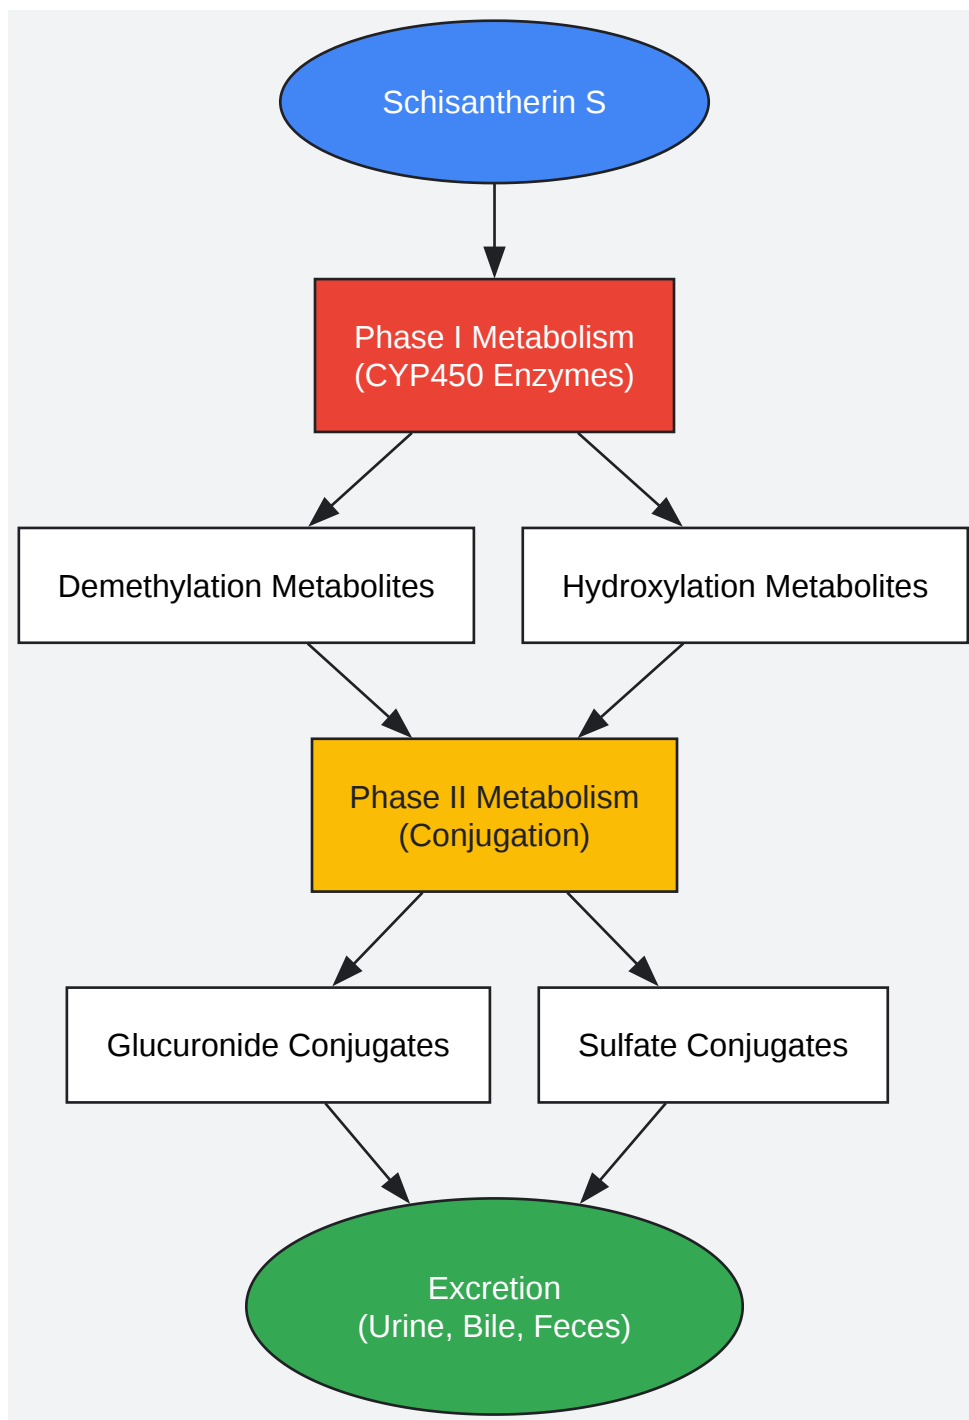 Schisantherin S
Phase I Metabolism
(CYP450 Enzymes)
Demethylation Metabolites
Hydroxylation Metabolites
Phase II Metabolism
(Conjugation)
Glucuronide Conjugates
Sulfate Conjugates
Excretion
(Urine, Bile, Feces)